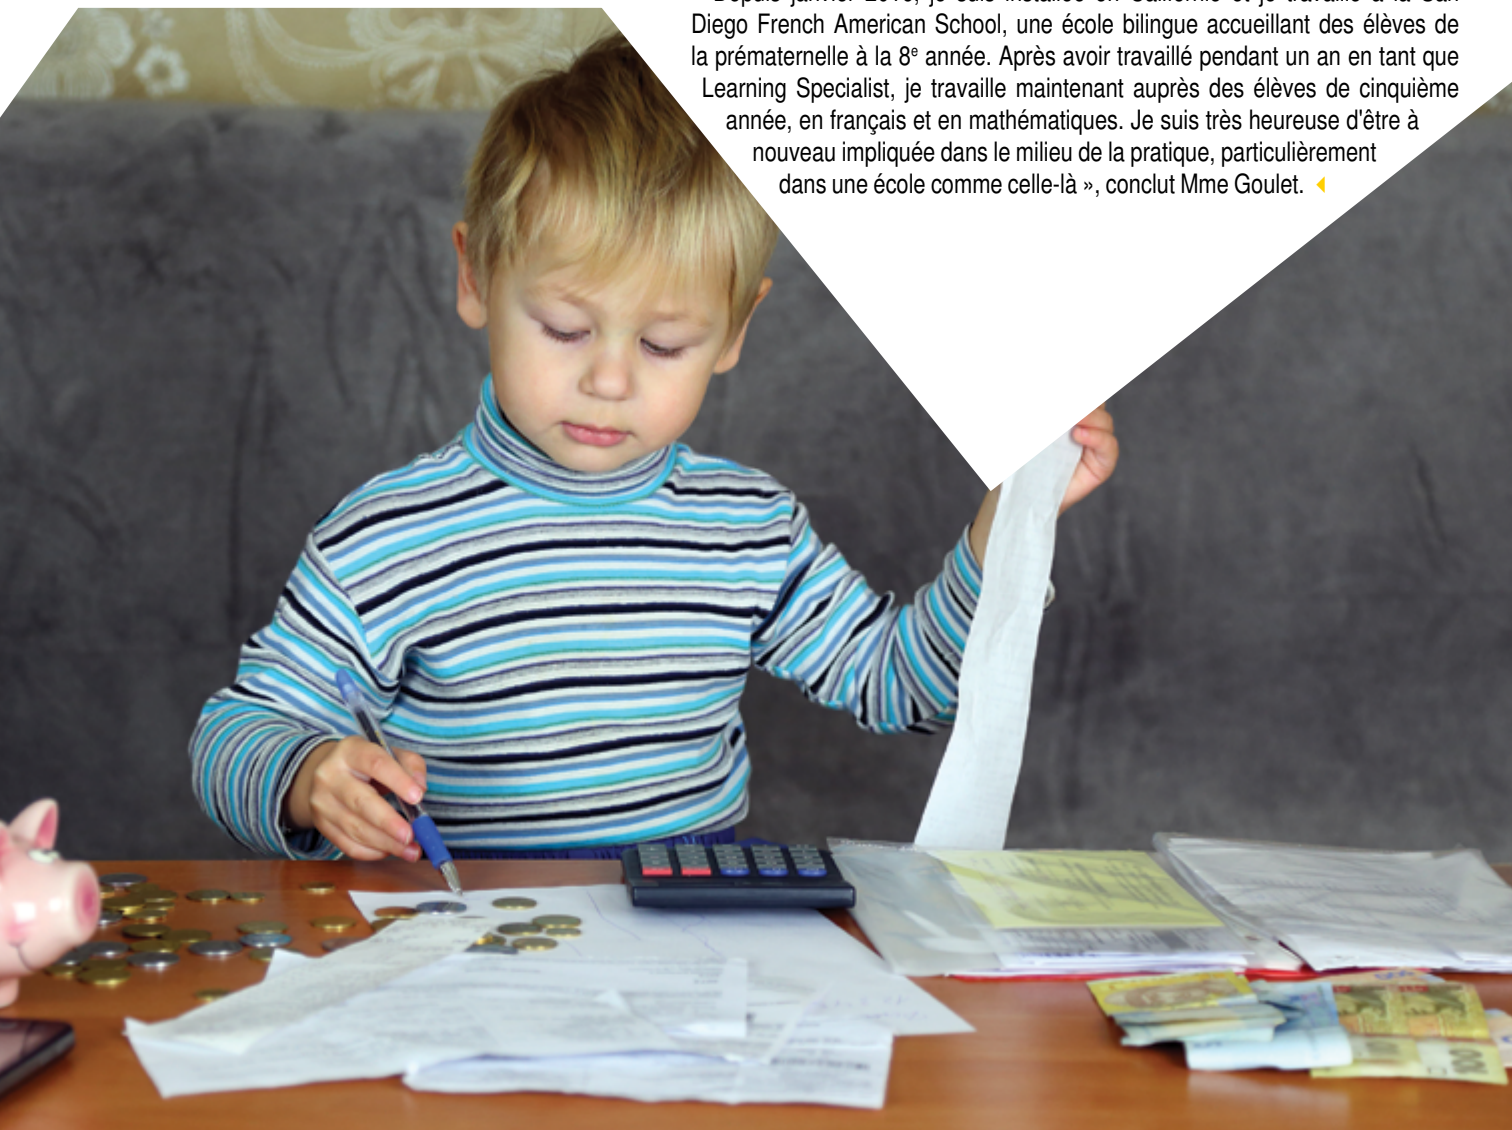 Diego French American School, une école bilingue accueillant des élèves de
la prématernelle à la 8e année. Après avoir travaillé pendant un an en tant que
Learning Specialist, je travaille maintenant auprès des élèves de cinquième
année, en français et en mathématiques. Je suis très heureuse d'être à
nouveau impliquée dans le milieu de la pratique, particulièrement
dans une école comme celle-là », conclut Mme Goulet.
100